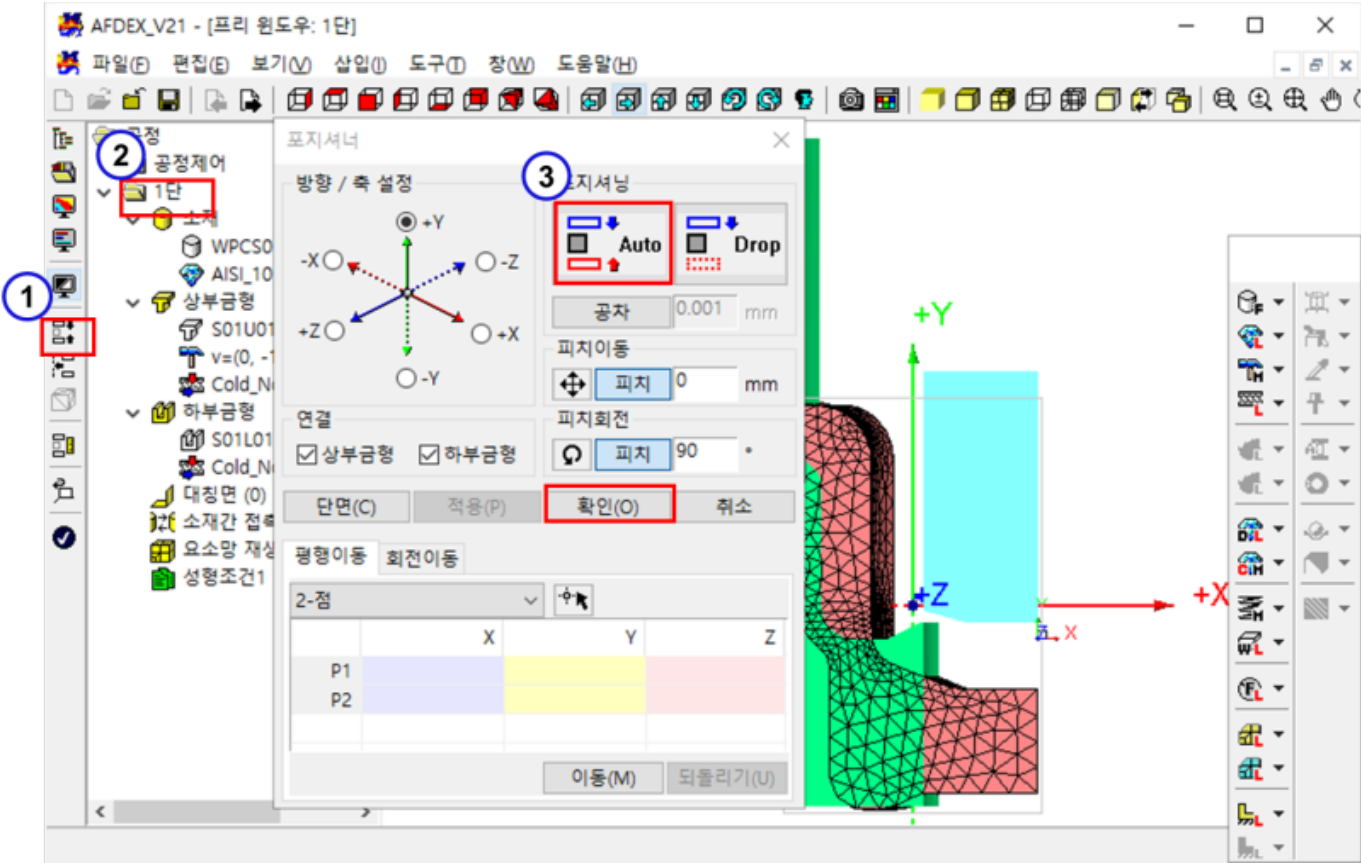 AFDEX_V21 - [프리 윈도우: 1단]
파일(F) 편집(E) 보기(V) 삽입(I) 도구(T) 창(W) 도움말(H)
공정
공정제어
2
1단
소재
WPCS0
AISI_10
1
상부금형
S01U01
v=(0, -1
Cold_No
하부금형
S01L01
Cold_No
대칭면 (0)
소재간 접촉
요소망 재생
성형조건1
포지셔너
방향 / 축 설정
+Y
-X
-Z
+Z
+X
-Y
연결
상부금형 하부금형
3
포지셔닝
Auto Drop
공차 0.001 mm
피치이동
피치 0 mm
피치회전
피치 90 °
단면(C) 적용(P) 확인(O) 취소
평행이동 회전이동
2-점
X Y Z
P1
P2
이동(M) 되돌리기(U)
+Y
+Z
+X
Z X